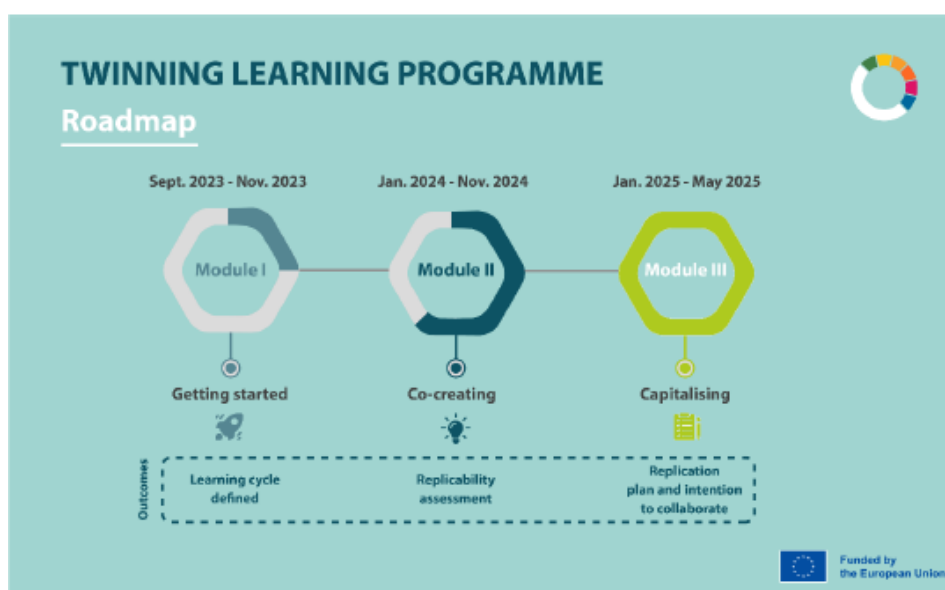 TWINNING LEARNING PROGRAMME
Roadmap
Sept. 2023 - Nov. 2023
Jan. 2024 - Nov. 2024
Jan. 2025 - May 2025
Module I
Module II
Module III
Getting started
Co-creating
Capitalising
Outcomes
Learning cycle
defined
Replicability
assessment
Replication
plan and intention
to collaborate
Funded by
the European Union